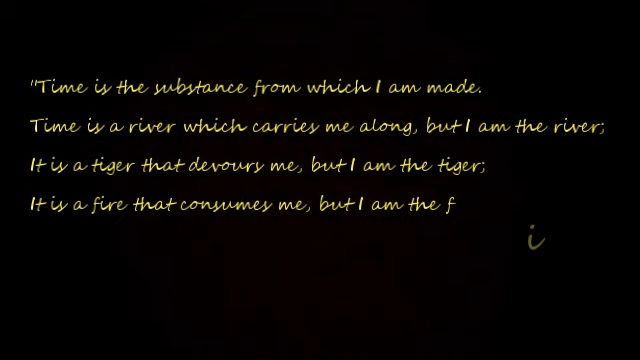 "Time is the substance from which I am made.
Time is a river which carries me along, but I am the river;
It is a tiger that devours me, but I am the tiger;
It is a fire that consumes me, but I am the f
i